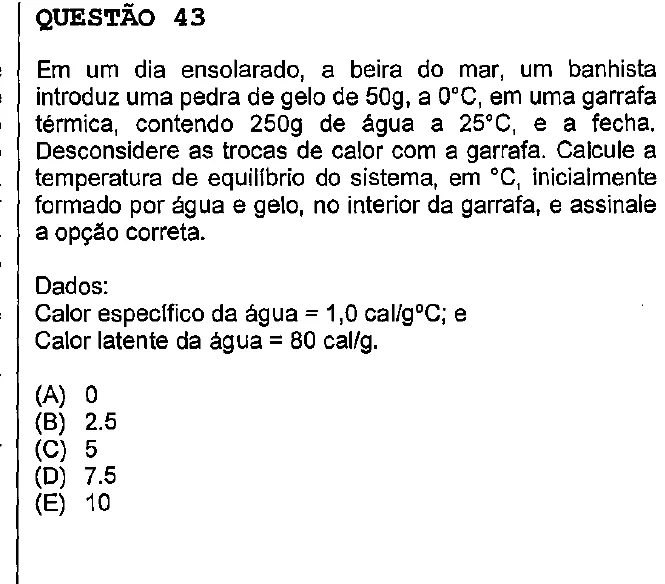 QUESTÃO 43
Em um dia ensolarado, a beira do mar, um banhista
introduz uma pedra de gelo de 50g, a 0°C, em uma garrafa
térmica, contendo 250g de água a 25°C, e a fecha.
Desconsidere as trocas de calor com a garrafa. Calcule a
temperatura de equilíbrio do sistema, em °C, inicialmente
formado por água e gelo, no interior da garrafa, e assinale
a opção correta.
Dados:
Calor específico da água = 1,0 cal/gºC; e
Calor latente da água = 80 cal/g.
(A) 0
(B) 2.5
(C) 5
(D) 7.5
(E) 10